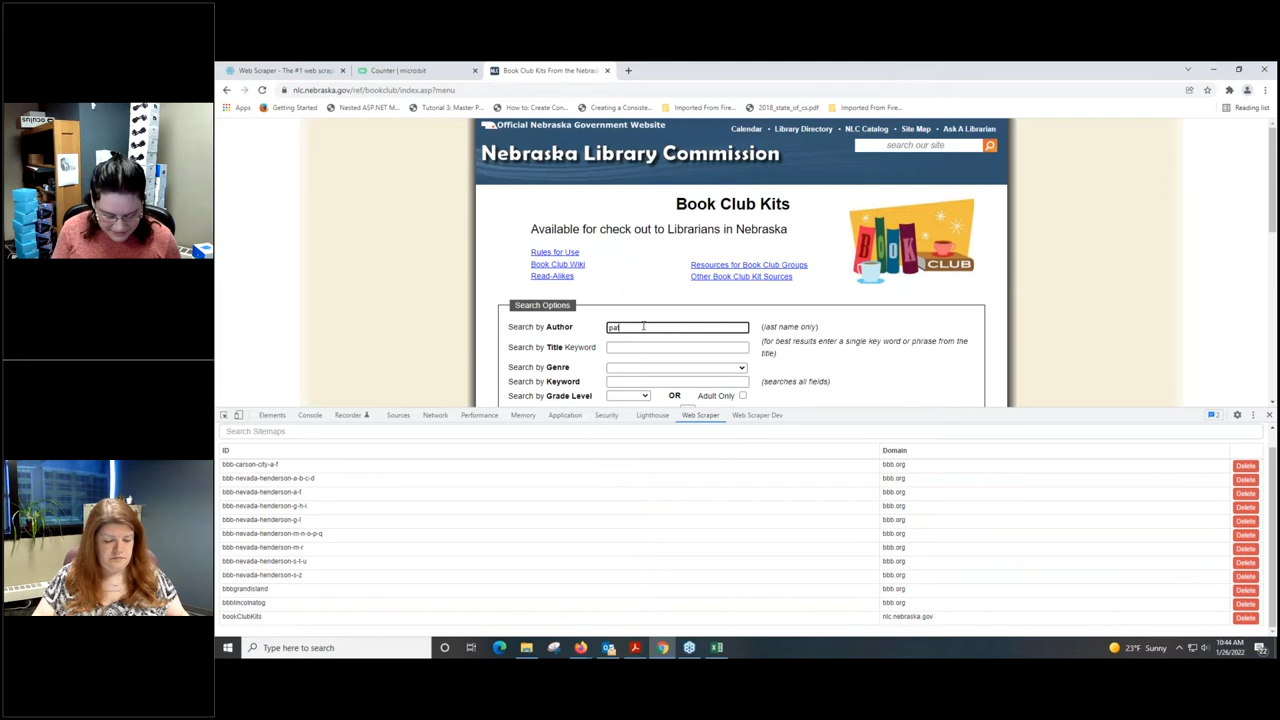 Web Scraper - The #1 web scrap
Counter | micro:bit
Book Club Kits From the Nebrask
nlc.nebraska.gov/ref/bookclub/index.asp?menu
Apps
Getting Started
Nested ASP.NET M...
Tutorial 3: Master P...
How to: Create Con...
Creating a Consiste...
Imported From Fire...
2018_state_of_cs.pdf
Imported From Fire...
Reading list
Official Nebraska Government Website
Calendar • Library Directory • NLC Catalog • Site Map • Ask A Librarian
Nebraska Library Commission
search our site
Book Club Kits
Available for check out to Librarians in Nebraska
BOOK
CLUB
Rules for Use
Book Club Wiki
Read-Alikes
Resources for Book Club Groups
Other Book Club Kit Sources
Search Options
Search by Author
pat
(last name only)
Search by Title Keyword
(for best results enter a single key word or phrase from the
title)
Search by Genre
Search by Keyword
(searches all fields)
Search by Grade Level
OR
Adult Only
Elements
Console
Recorder
Sources
Network
Performance
Memory
Application
Security
Lighthouse
Web Scraper
Web Scraper Dev
2
Search Sitemaps
ID
Domain
bbb-carson-city-a-f
bbb.org
Delete
bbb-nevada-henderson-a-b-c-d
bbb.org
Delete
bbb-nevada-henderson-a-f
bbb.org
Delete
bbb-nevada-henderson-g-h-i
bbb.org
Delete
bbb-nevada-henderson-g-l
bbb.org
Delete
bbb-nevada-henderson-m-n-o-p-q
bbb.org
Delete
bbb-nevada-henderson-m-r
bbb.org
Delete
bbb-nevada-henderson-s-t-u
bbb.org
Delete
bbb-nevada-henderson-s-z
bbb.org
Delete
bbbgrandisland
bbb.org
Delete
bbblincolnatog
bbb.org
Delete
bookClubKits
nlc.nebraska.gov
Delete
Type here to search
23°F Sunny
10:44 AM
1/26/2022
22
oculus